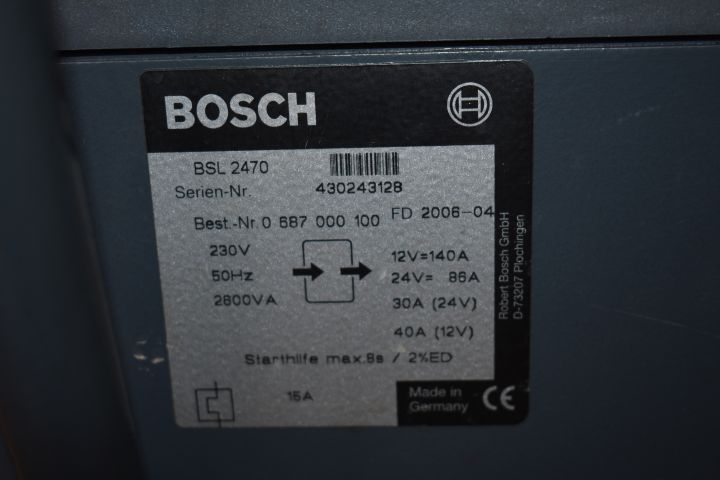 BOSCH
BSL 2470
Serien-Nr. 430243128
Best.-Nr. 0 687 000 100 FD 2006-04
230V
50Hz
2800VA
12V=140A
24V= 86A
30A (24V)
40A (12V)
Starthilfe max.8s / 2%ED
15A
Made in
Germany
CE
Robert Bosch GmbH
D-73207 Plochingen